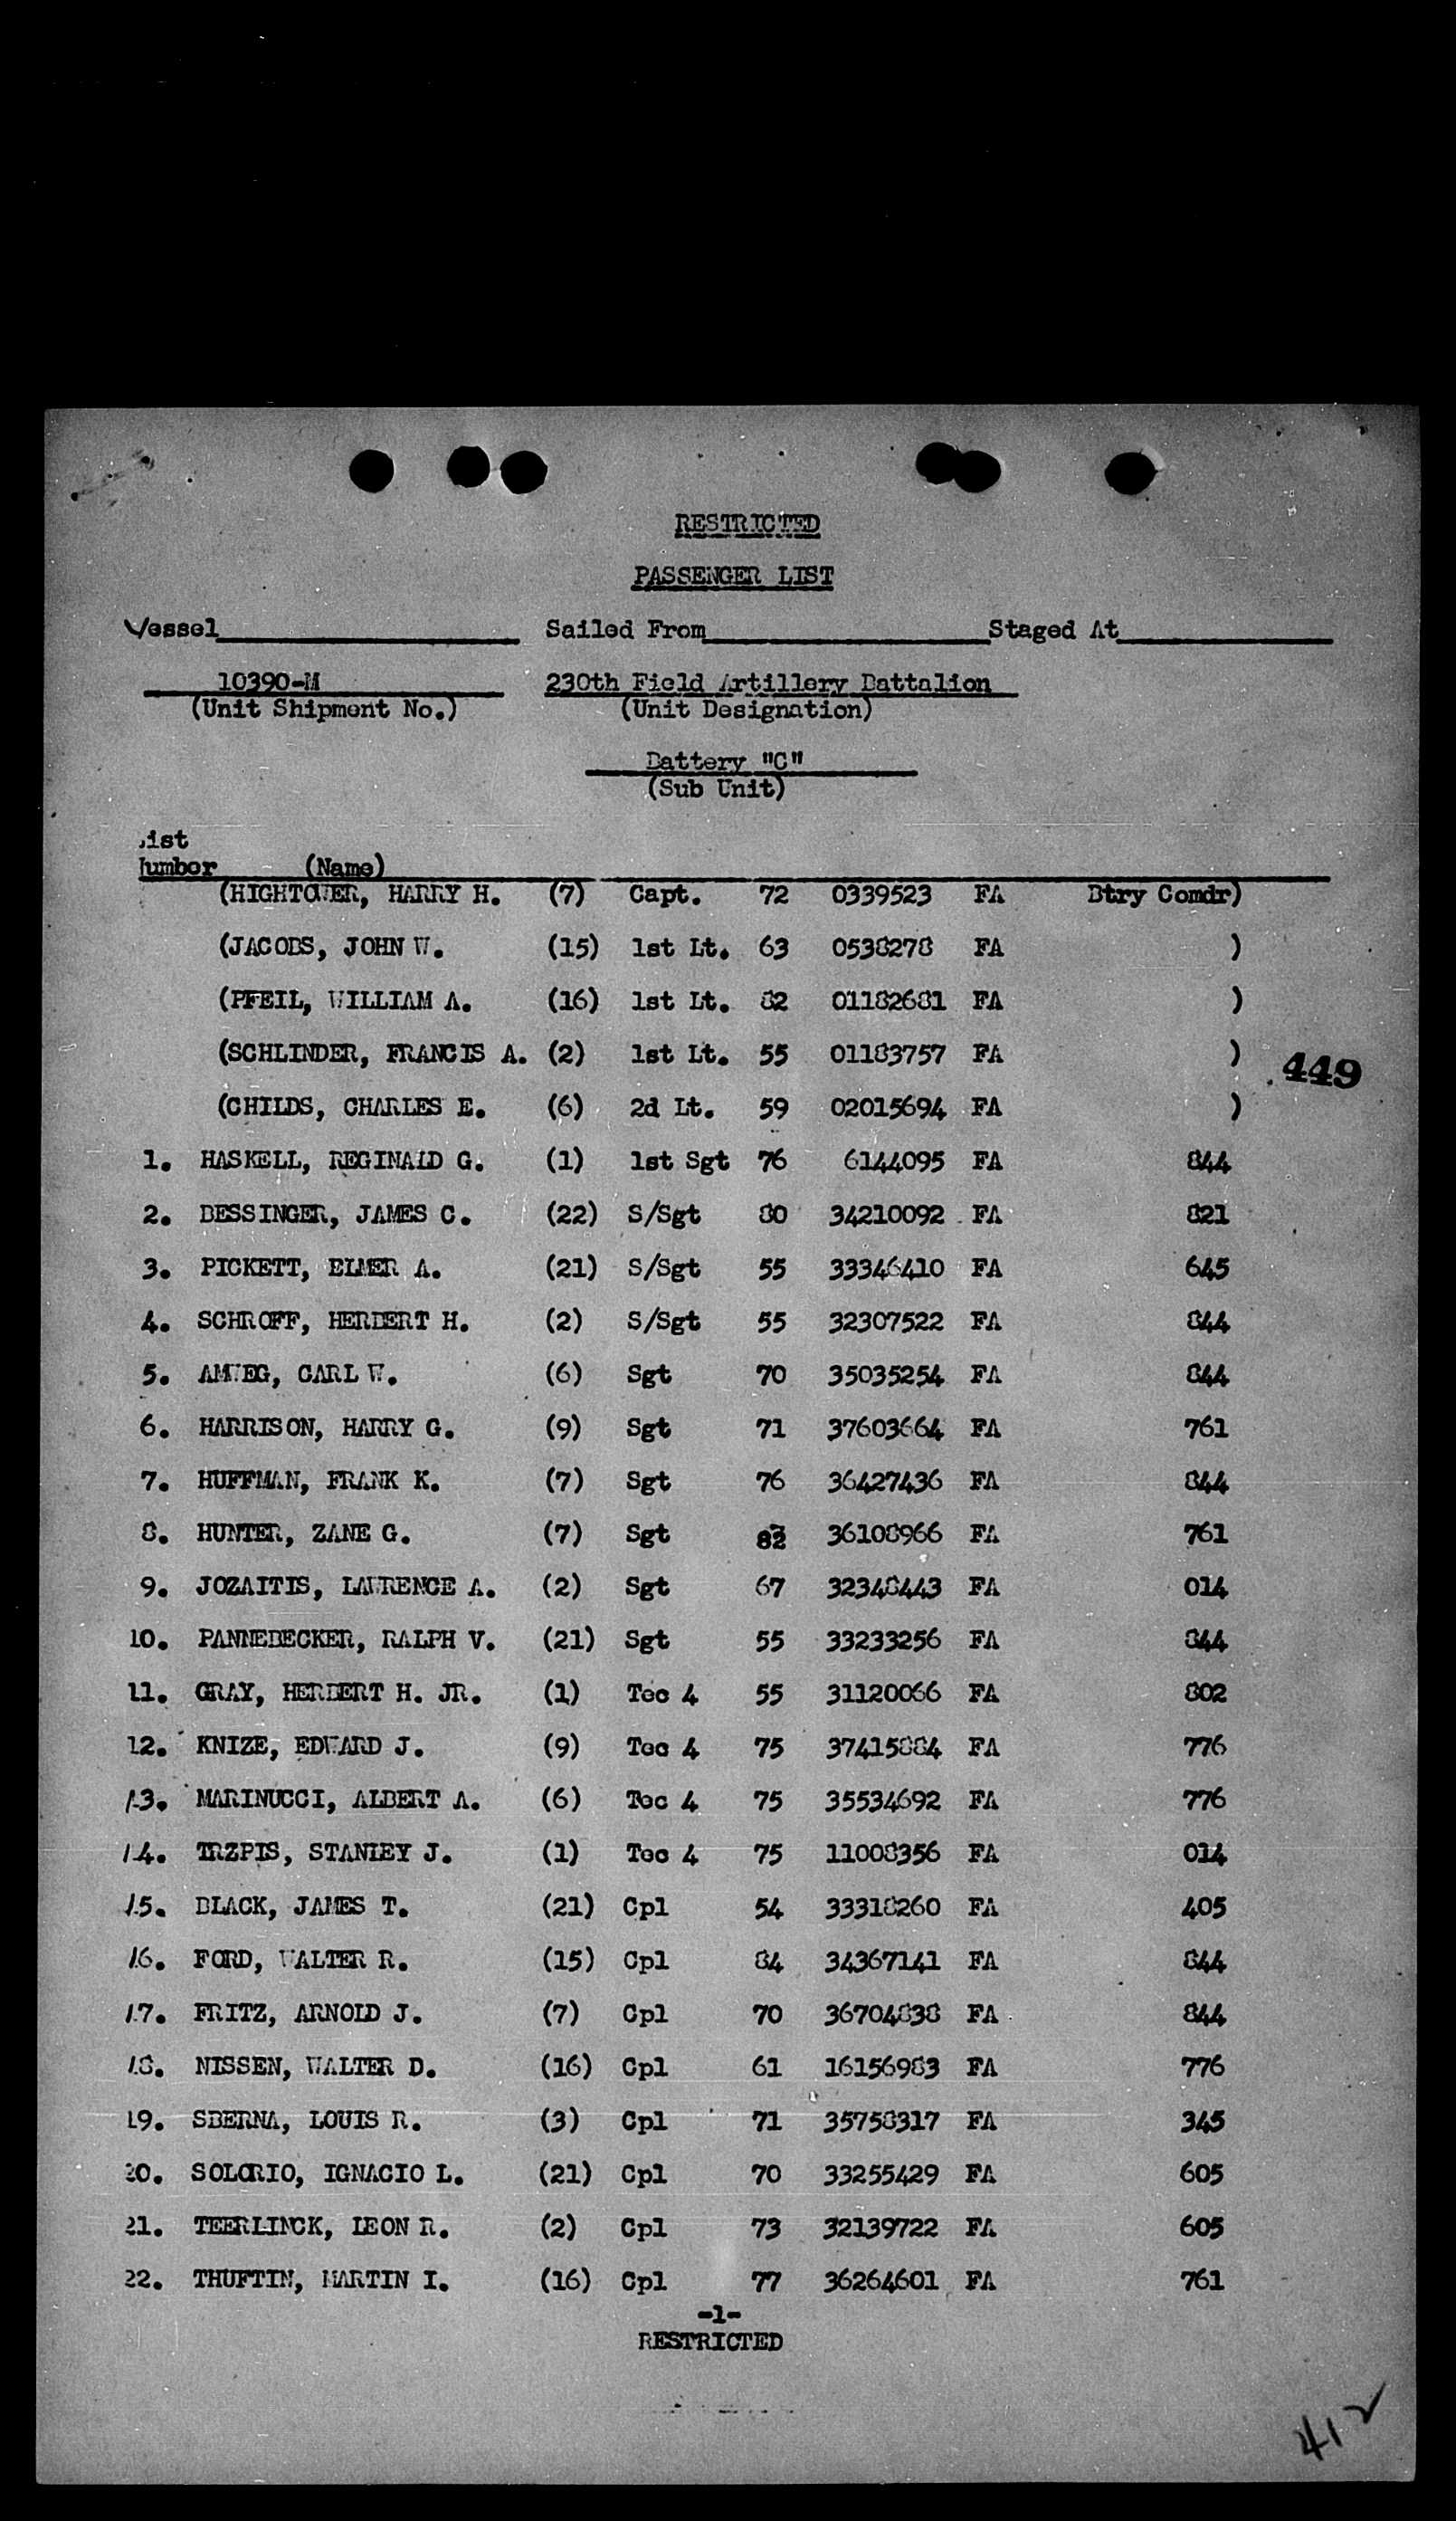 RESTRICTED
PASSENGER LIST
Vessel Sailed From Staged At
10390-M 230th Field Artillery Battalion
(Unit Shipment No.) (Unit Designation)
Battery "C"
(Sub Unit)
List
Number (Name)
(HIGHTOWER, HARRY H. (7) Capt. 72 0339523 FA Btry Comdr)
(JACOBS, JOHN W. (15) 1st Lt. 63 0538278 FA )
(PFEIL, WILLIAM A. (16) 1st Lt. 82 01182681 FA )
(SCHLINDER, FRANCIS A. (2) 1st Lt. 55 01183757 FA )
449
(CHILDS, CHARLES E. (6) 2d Lt. 59 02015694 FA )
1. HASKELL, REGINALD G. (1) 1st Sgt 76 6144095 FA 844
2. BESSINGER, JAMES C. (22) S/Sgt 80 34210092 FA 821
3. PICKETT, ELMER A. (21) S/Sgt 55 33346410 FA 645
4. SCHROFF, HERBERT H. (2) S/Sgt 55 32307522 FA 844
5. AMWEG, CARL W. (6) Sgt 70 35035254 FA 844
6. HARRISON, HARRY G. (9) Sgt 71 37603664 FA 761
7. HUFFMAN, FRANK K. (7) Sgt 76 36427436 FA 844
8. HUNTER, ZANE G. (7) Sgt 82 36108966 FA 761
9. JOZAITIS, LAWRENCE A. (2) Sgt 67 32348443 FA 014
10. PANNEBECKER, RALPH V. (21) Sgt 55 33233256 FA 844
11. GRAY, HERBERT H. JR. (1) Tec 4 55 31120066 FA 802
12. KNIZE, EDWARD J. (9) Tec 4 75 37415884 FA 776
13. MARINUCCI, ALBERT A. (6) Tec 4 75 35534692 FA 776
14. TRZPIS, STANLEY J. (1) Tec 4 75 11008356 FA 014
15. BLACK, JAMES T. (21) Cpl 54 33318260 FA 405
16. FORD, WALTER R. (15) Cpl 84 34367141 FA 844
17. FRITZ, ARNOLD J. (7) Cpl 70 36704838 FA 844
18. NISSEN, WALTER D. (16) Cpl 61 16156983 FA 776
19. SBERNA, LOUIS R. (3) Cpl 71 35758317 FA 345
20. SOLORIO, IGNACIO L. (21) Cpl 70 33255429 FA 605
21. TEERLINCK, LEON R. (2) Cpl 73 32139722 FA 605
22. THUFTIN, MARTIN I. (16) Cpl 77 36264601 FA 761
-1-
RESTRICTED
412